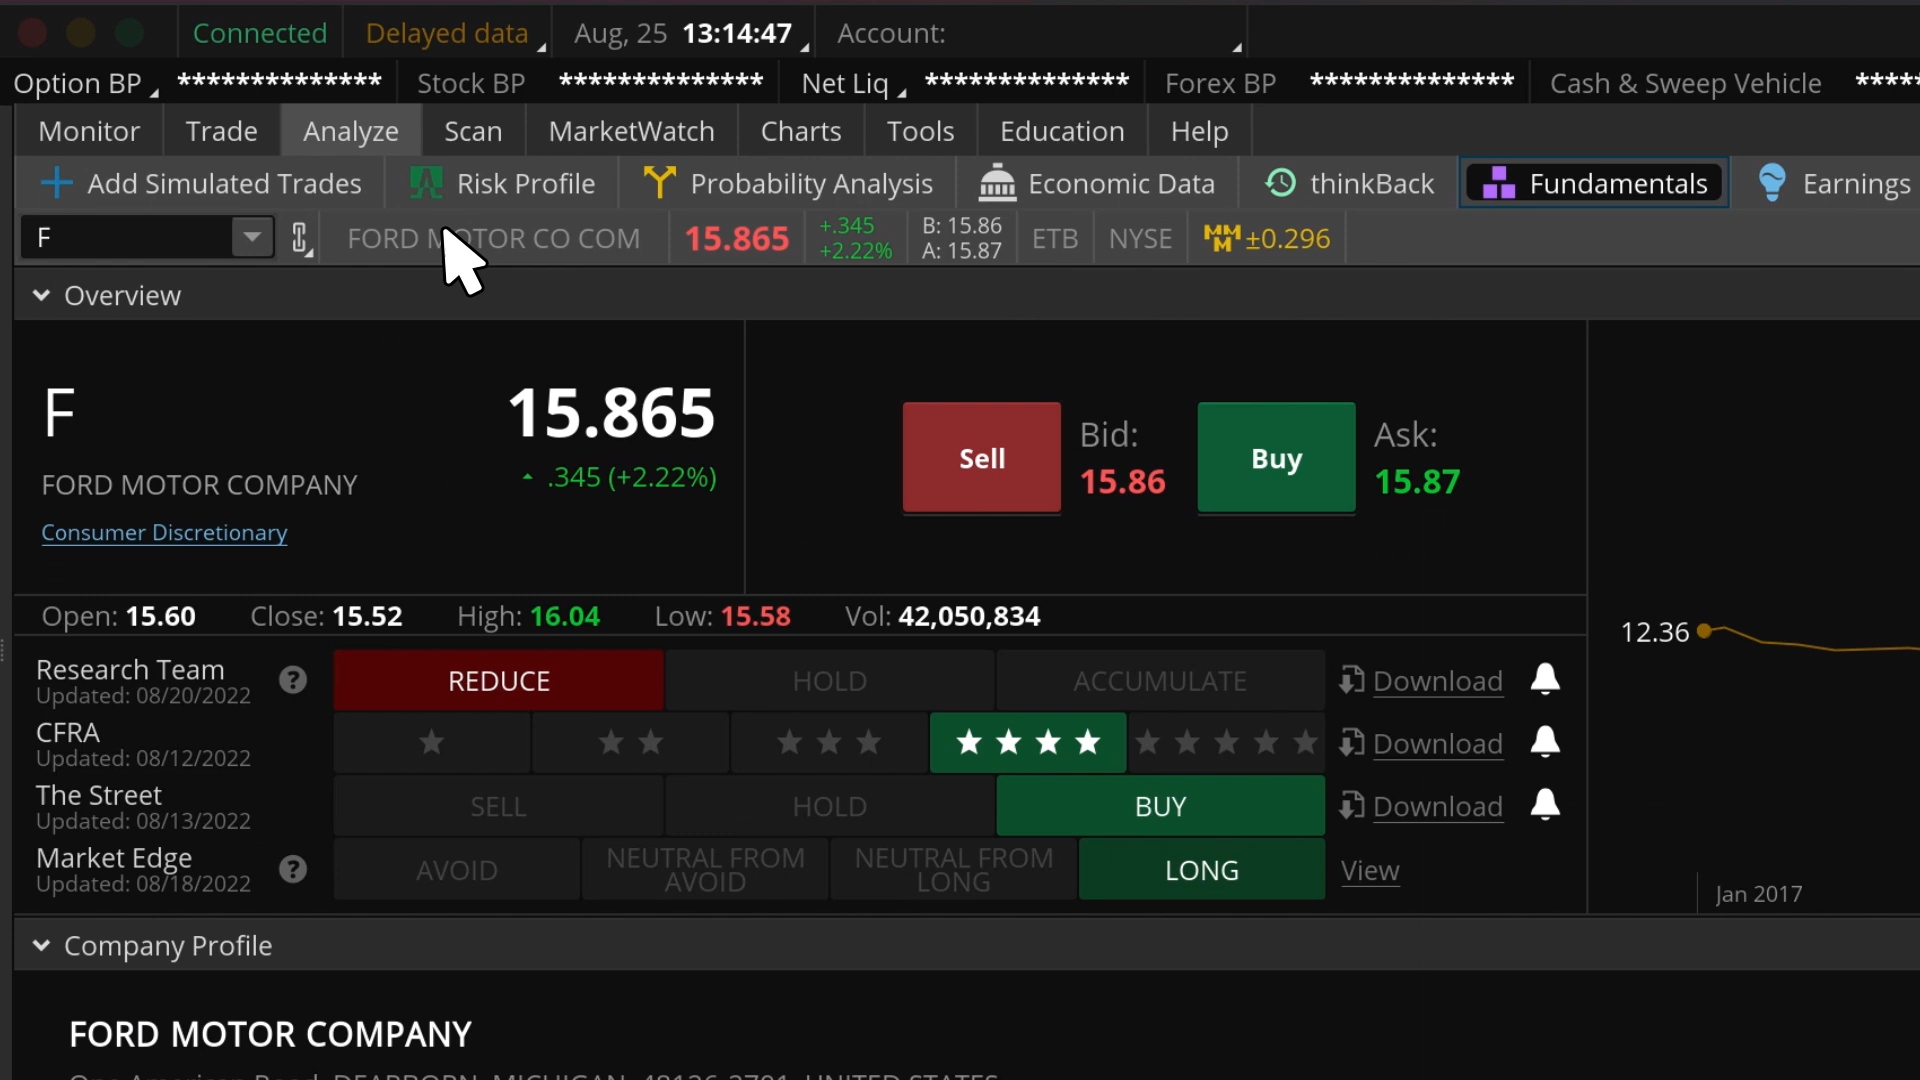 Connected Delayed data Aug, 25 13:14:47 Account:
Option BP ************** Stock BP ************** Net Liq ************** Forex BP ************** Cash & Sweep Vehicle *****
Monitor Trade Analyze Scan MarketWatch Charts Tools Education Help
Add Simulated Trades Risk Profile Probability Analysis Economic Data thinkBack Fundamentals Earnings
F FORD MOTOR CO COM 15.865 +.345 B: 15.86 ETB NYSE MMM ±0.296
+2.22% A: 15.87
Overview
F 15.865
Sell Bid: Buy Ask:
15.86 15.87
FORD MOTOR COMPANY .345 (+2.22%)
Consumer Discretionary
Open: 15.60 Close: 15.52 High: 16.04 Low: 15.58 Vol: 42,050,834
12.36
Research Team ? REDUCE HOLD ACCUMULATE Download
Updated: 08/20/2022
CFRA Download
Updated: 08/12/2022
The Street SELL HOLD BUY Download
Updated: 08/13/2022
Market Edge ? AVOID NEUTRAL FROM AVOID NEUTRAL FROM LONG LONG View
Updated: 08/18/2022
Jan 2017
Company Profile
FORD MOTOR COMPANY
DEARBORN, MICHIGAN, UNITED STATES